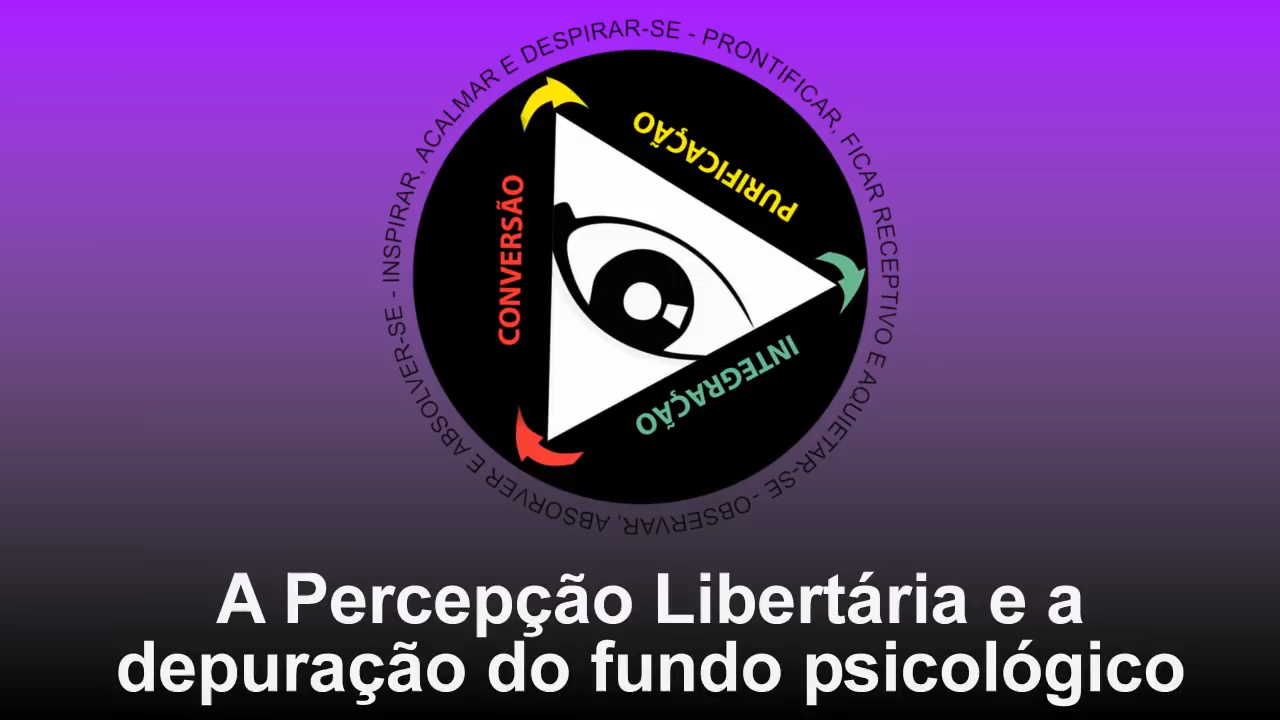 INSPIRAR, ACALMAR E DESPIRAR-SE - PRONTIFICAR, FICAR RECEPTIVO E AQUIETAR-SE -OBSERVAR, ABSORVER E ABSOLVER-SE -
PURIFICAÇÃO
CONVERSÃO
INTEGRAÇÃO
A Percepção Libertária e a
depuração do fundo psicológico